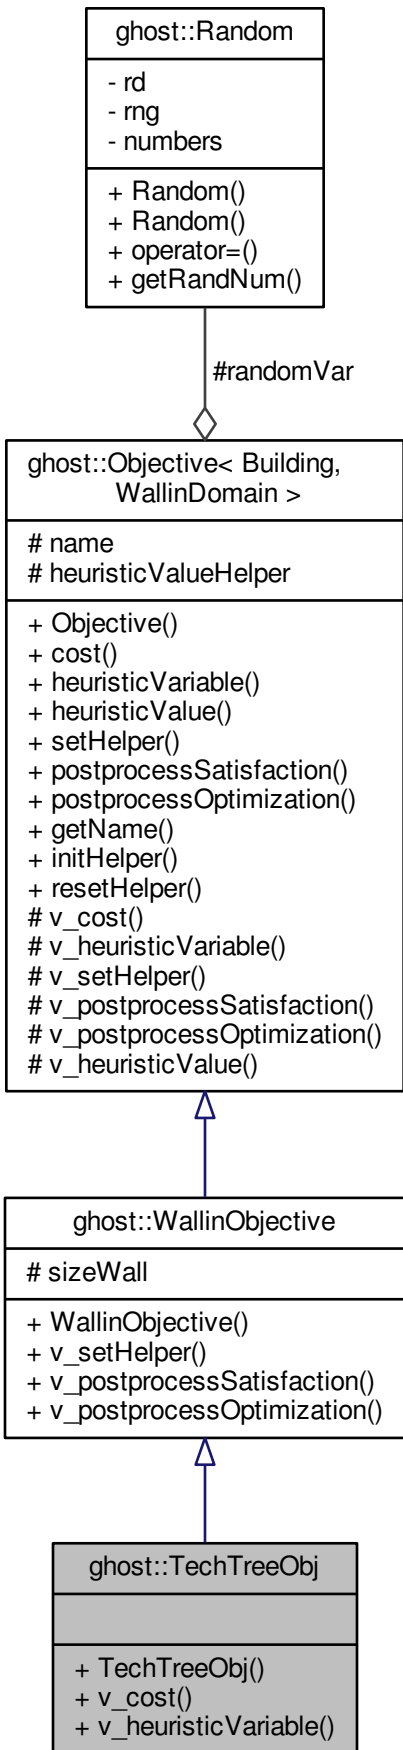 ghost::Random
- rd
- rng
- numbers
+ Random()
+ Random()
+ operator=()
+ getRandNum()
#randomVar
ghost::Objective< Building,
WallinDomain >
# name
# heuristicValueHelper
+ Objective()
+ cost()
+ heuristicVariable()
+ heuristicValue()
+ setHelper()
+ postprocessSatisfaction()
+ postprocessOptimization()
+ getName()
+ initHelper()
+ resetHelper()
# v_cost()
# v_heuristicVariable()
# v_setHelper()
# v_postprocessSatisfaction()
# v_postprocessOptimization()
# v_heuristicValue()
ghost::WallinObjective
# sizeWall
+ WallinObjective()
+ v_setHelper()
+ v_postprocessSatisfaction()
+ v_postprocessOptimization()
ghost::TechTreeObj
+ TechTreeObj()
+ v_cost()
+ v_heuristicVariable()